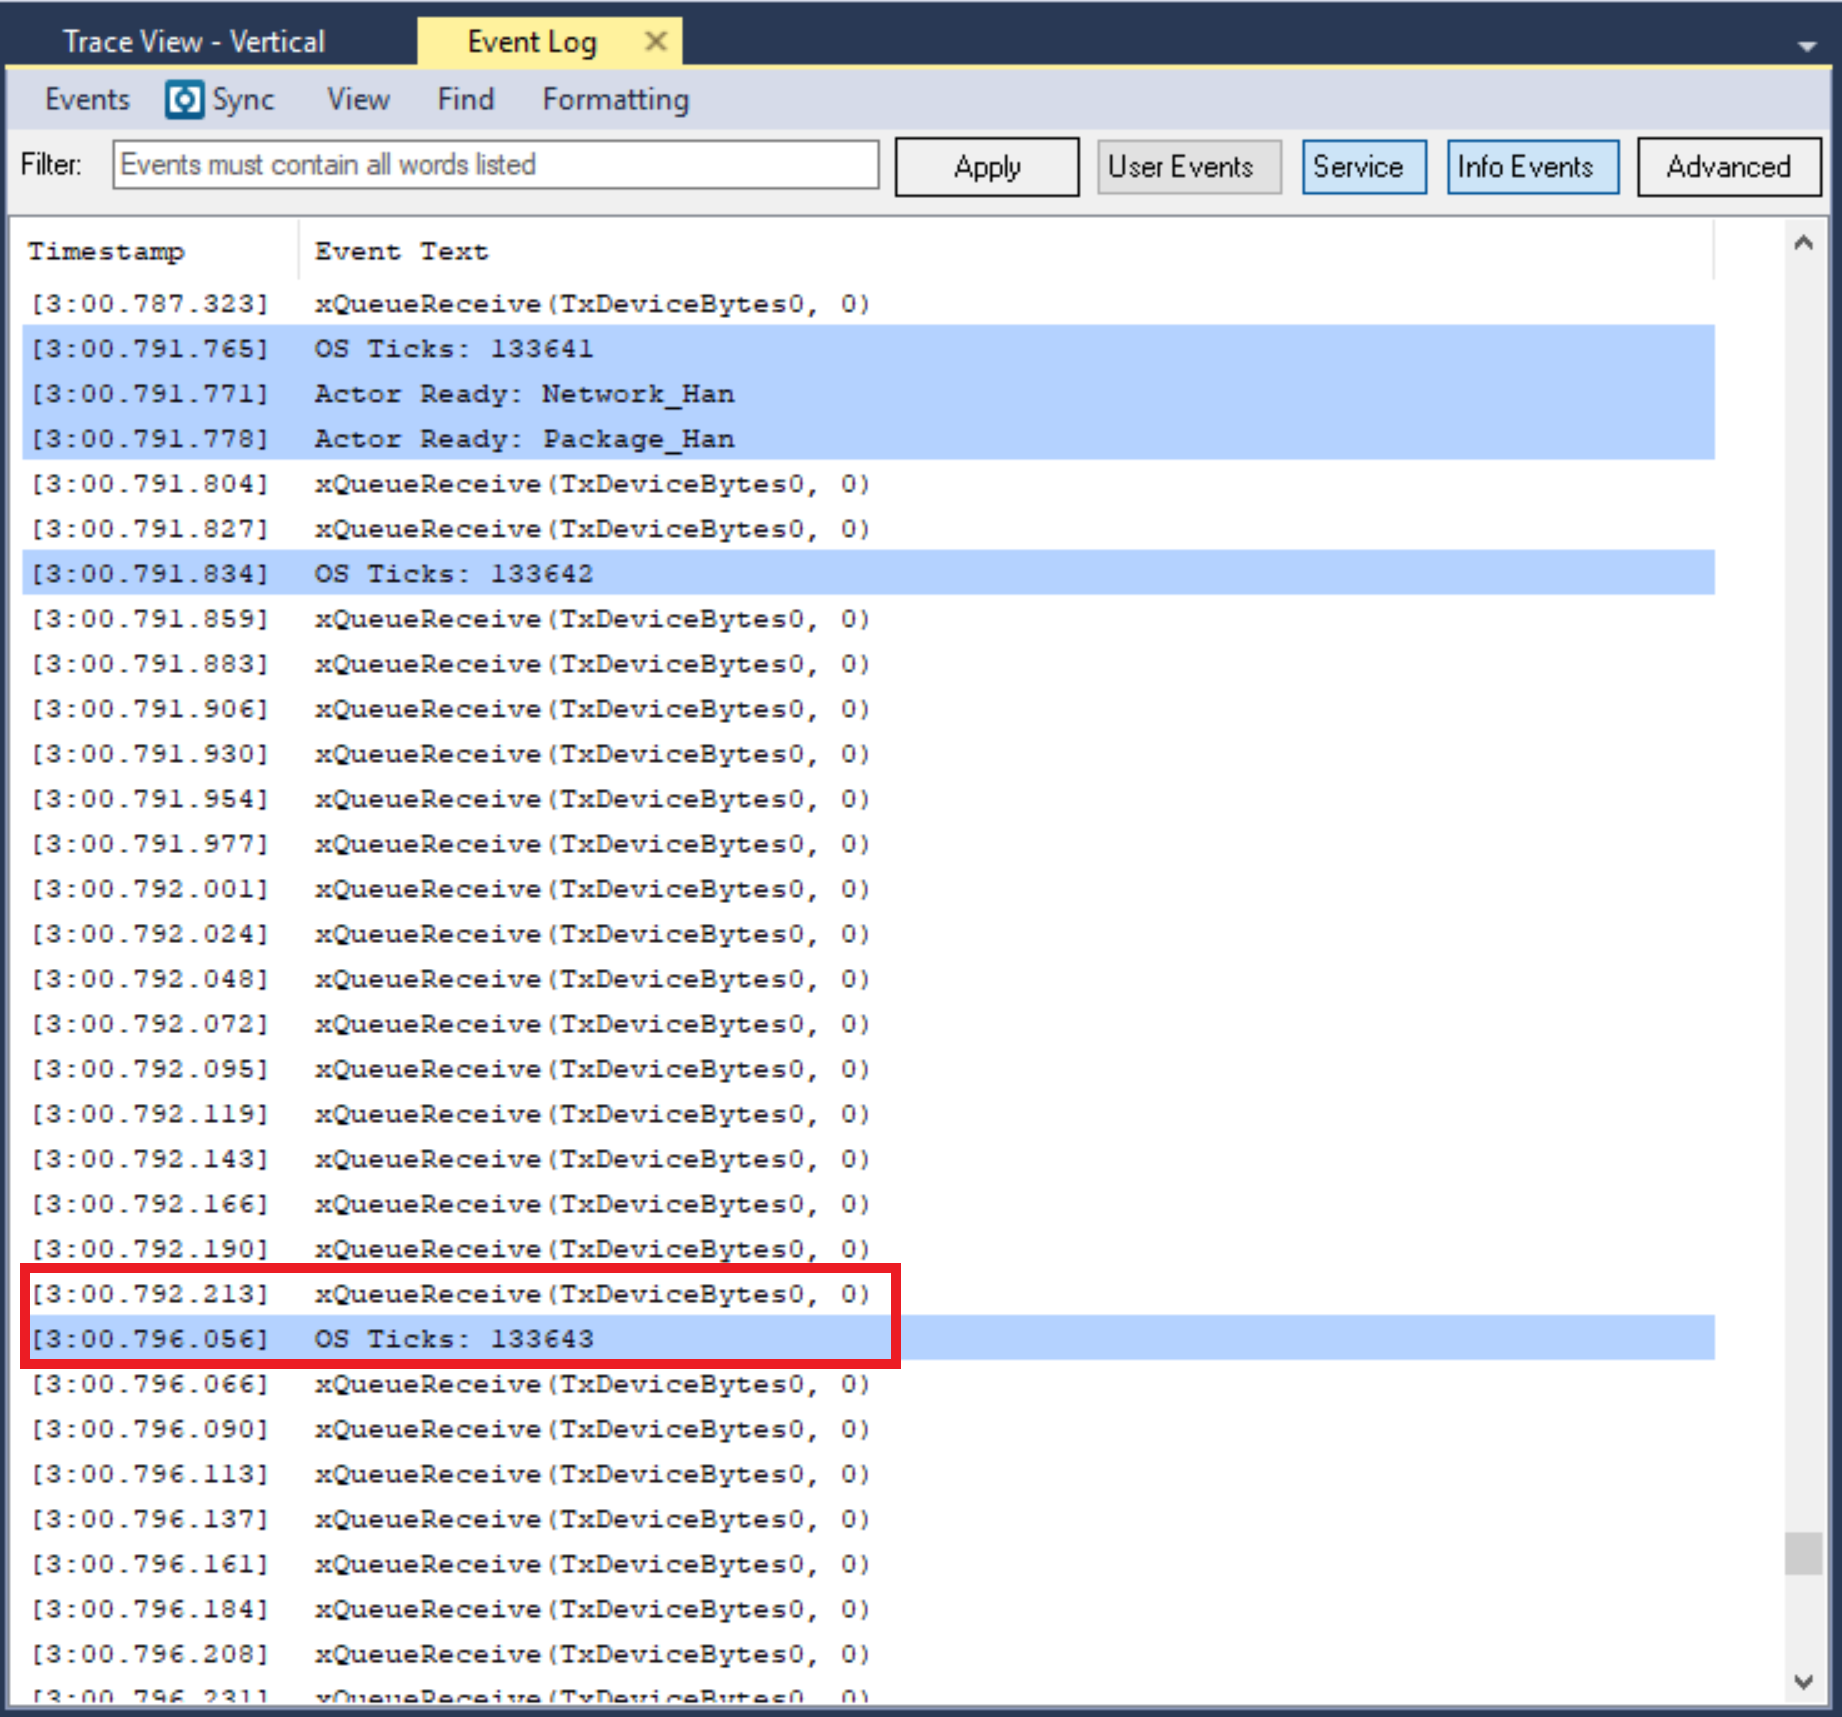 Trace View - Vertical Event Log
Events Sync View Find Formatting
Filter: Events must contain all words listed Apply User Events Service Info Events Advanced
Timestamp Event Text
[3:00.787.323] xQueueReceive(TxDeviceBytes0, 0)
[3:00.791.765] OS Ticks: 133641
[3:00.791.771] Actor Ready: Network_Han
[3:00.791.778] Actor Ready: Package_Han
[3:00.791.804] xQueueReceive(TxDeviceBytes0, 0)
[3:00.791.827] xQueueReceive(TxDeviceBytes0, 0)
[3:00.791.834] OS Ticks: 133642
[3:00.791.859] xQueueReceive(TxDeviceBytes0, 0)
[3:00.791.883] xQueueReceive(TxDeviceBytes0, 0)
[3:00.791.906] xQueueReceive(TxDeviceBytes0, 0)
[3:00.791.930] xQueueReceive(TxDeviceBytes0, 0)
[3:00.791.954] xQueueReceive(TxDeviceBytes0, 0)
[3:00.791.977] xQueueReceive(TxDeviceBytes0, 0)
[3:00.792.001] xQueueReceive(TxDeviceBytes0, 0)
[3:00.792.024] xQueueReceive(TxDeviceBytes0, 0)
[3:00.792.048] xQueueReceive(TxDeviceBytes0, 0)
[3:00.792.072] xQueueReceive(TxDeviceBytes0, 0)
[3:00.792.095] xQueueReceive(TxDeviceBytes0, 0)
[3:00.792.119] xQueueReceive(TxDeviceBytes0, 0)
[3:00.792.143] xQueueReceive(TxDeviceBytes0, 0)
[3:00.792.166] xQueueReceive(TxDeviceBytes0, 0)
[3:00.792.190] xQueueReceive(TxDeviceBytes0, 0)
[3:00.792.213] xQueueReceive(TxDeviceBytes0, 0)
[3:00.796.056] OS Ticks: 133643
[3:00.796.066] xQueueReceive(TxDeviceBytes0, 0)
[3:00.796.090] xQueueReceive(TxDeviceBytes0, 0)
[3:00.796.113] xQueueReceive(TxDeviceBytes0, 0)
[3:00.796.137] xQueueReceive(TxDeviceBytes0, 0)
[3:00.796.161] xQueueReceive(TxDeviceBytes0, 0)
[3:00.796.184] xQueueReceive(TxDeviceBytes0, 0)
[3:00.796.208] xQueueReceive(TxDeviceBytes0, 0)
[3:00.796.231] xQueueReceive(TxDeviceBytes0, 0)